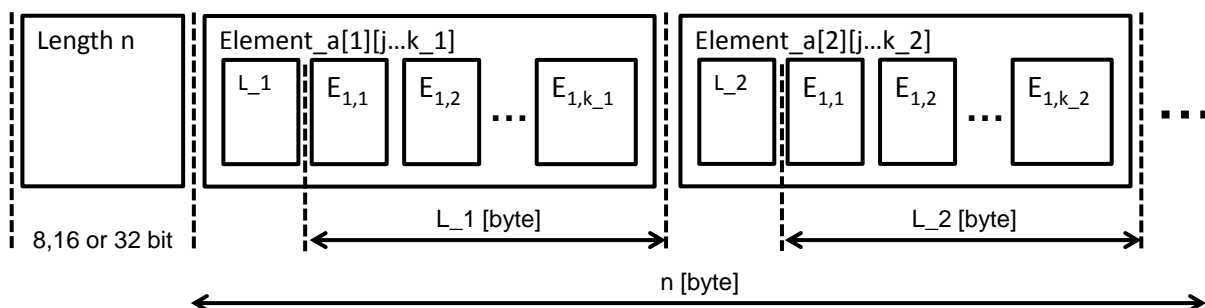 Length n
Element_a[1][j...k_1]
Element_a[2][j...k_2]
L_1
E1,1
E1,2
...
E1,k_1
L_2
E1,1
E1,2
...
E1,k_2
...
8,16 or 32 bit
L_1 [byte]
L_2 [byte]
n [byte]